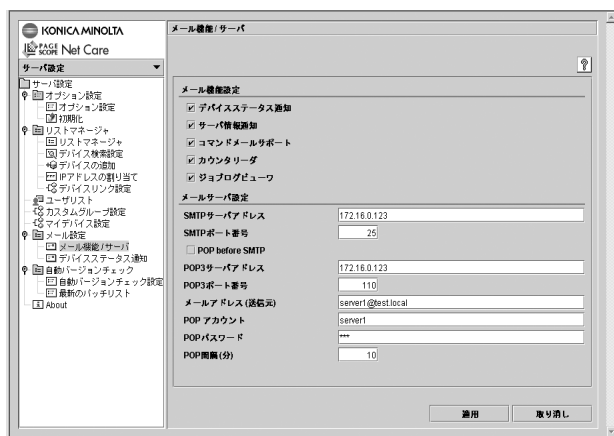 KONICA MINOLTA
PAGE SCOPE Net Care
サーバ設定
サーバ設定
オプション設定
オプション設定
初期化
リストマネージャ
リストマネージャ
デバイス検索設定
デバイスの追加
IPアドレスの割り当て
デバイスリンク設定
ユーザリスト
カスタムグループ設定
マイデバイス設定
メール設定
メール機能/サーバ
デバイスステータス通知
自動バージョンチェック
自動バージョンチェック設定
最新のパッチリスト
About
メール機能/サーバ
?
メール機能設定
デバイスステータス通知
サーバ情報通知
コマンドメールサポート
カウンタリーダ
ジョブログビューワ
メールサーバ設定
SMTPサーバアドレス 172.16.0.123
SMTPポート番号 25
POP before SMTP
POP3サーバアドレス 172.16.0.123
POP3ポート番号 110
メールアドレス(送信元) server1@test.local
POP アカウント server1
POPパスワード ***
POP間隔(分) 10
適用 取り消し